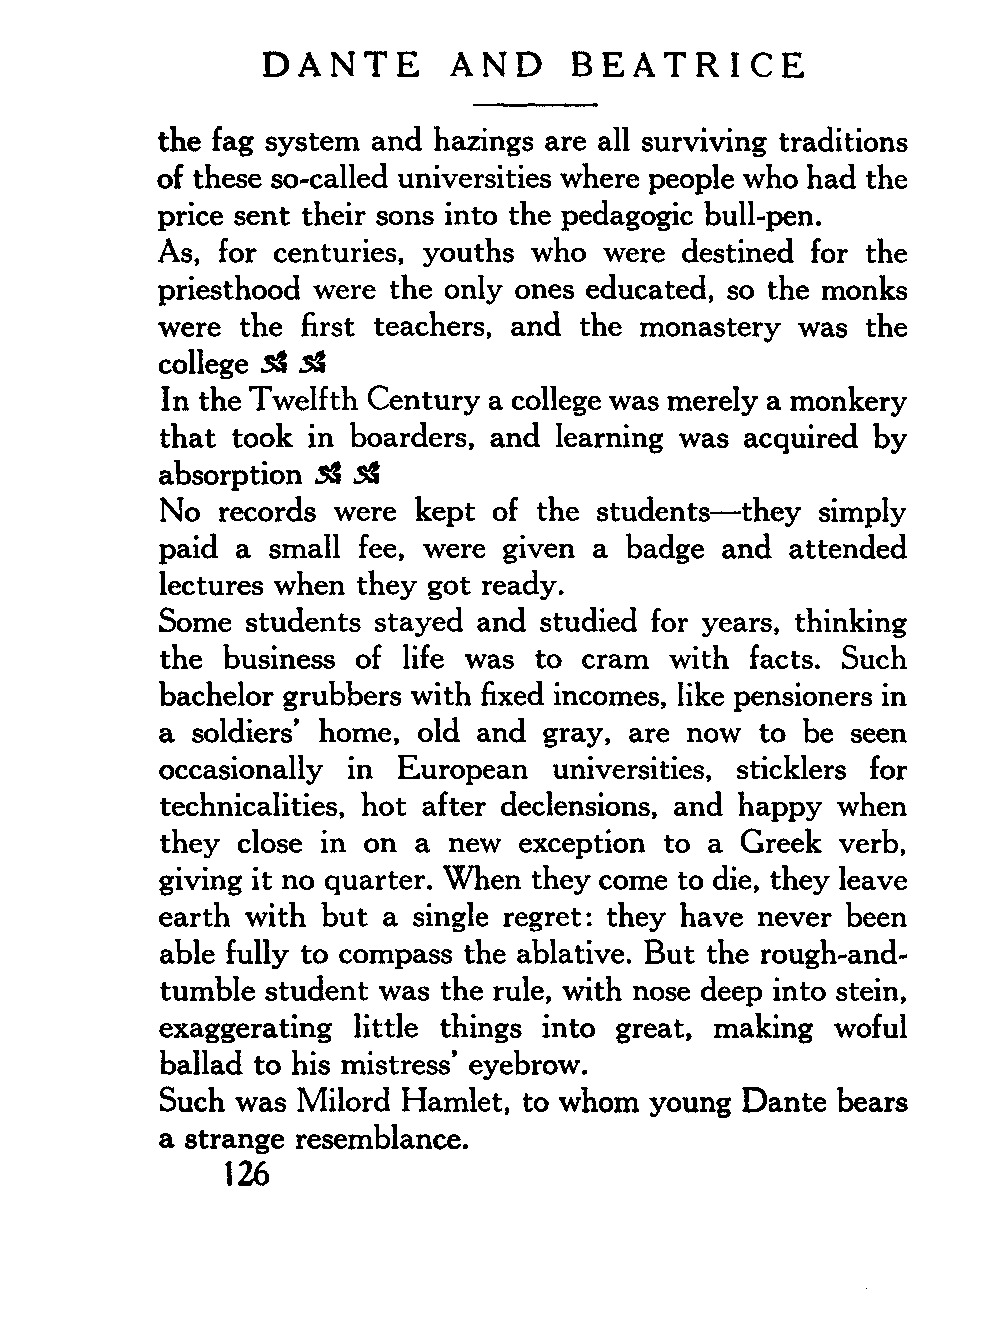 DANTE AND BEATRICE
the fag system and hazings are all surviving traditions
of these so-called universities where people who had the
price sent their sons into the pedagogic bull-pen.
As, for centuries, youths who were destined for the
priesthood were the only ones educated, so the monks
were the first teachers, and the monastery was the
college
In the Twelfth Century a college was merely a monkery
that took in boarders, and learning was acquired by
absorption
No records were kept of the students—they simply
paid a small fee, were given a badge and attended
lectures when they got ready.
Some students stayed and studied for years, thinking
the business of life was to cram with facts. Such
bachelor grubbers with fixed incomes, like pensioners in
a soldiers' home, old and gray, are now to be seen
occasionally in European universities, sticklers for
technicalities, hot after declensions, and happy when
they close in on a new exception to a Greek verb,
giving it no quarter. When they come to die, they leave
earth with but a single regret: they have never been
able fully to compass the ablative. But the rough-and-
tumble student was the rule, with nose deep into stein,
exaggerating little things into great, making woful
ballad to his mistress' eyebrow.
Such was Milord Hamlet, to whom young Dante bears
a strange resemblance.
126